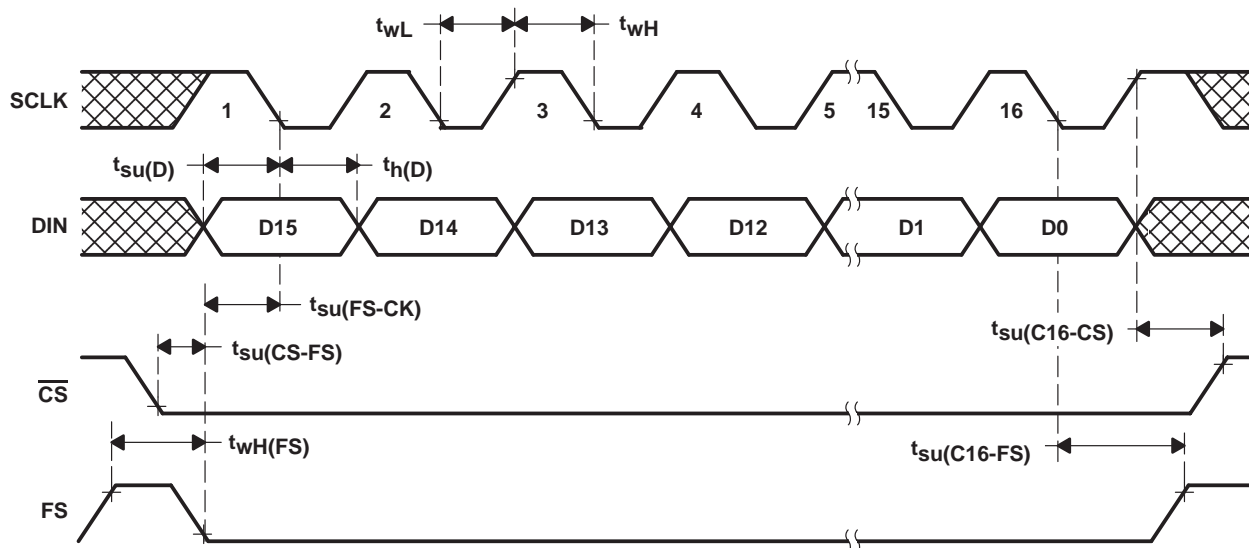 twL twH
SCLK 1 2 3 4 5 15 16
tsu(D) th(D)
DIN D15 D14 D13 D12 D1 D0
tsu(FS-CK)
tsu(C16-CS)
tsu(CS-FS)
CS
twH(FS)
tsu(C16-FS)
FS